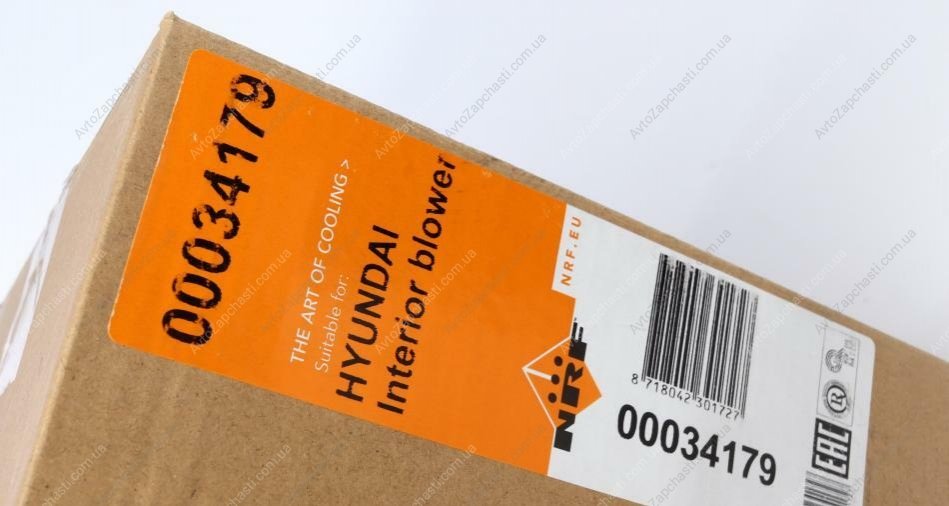 00034179
THE ART OF COOLING >
Suitable for:
HYUNDAI
Interior blower
NRF.EU
NRF
8 718042 301727
00034179
R
EAC
AvtoZapchasti.com.ua